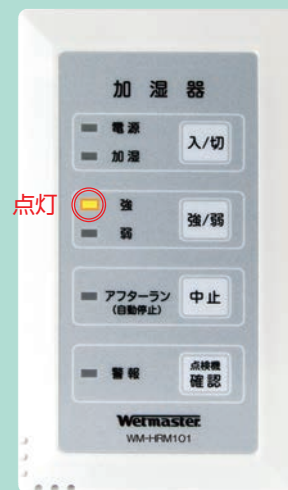 加湿器
電源
加湿
入/切
点灯
強
弱
強/弱
アフターラン
(自動停止)
中止
警報
点検機
確認
Wetmaster
WM-HRM101